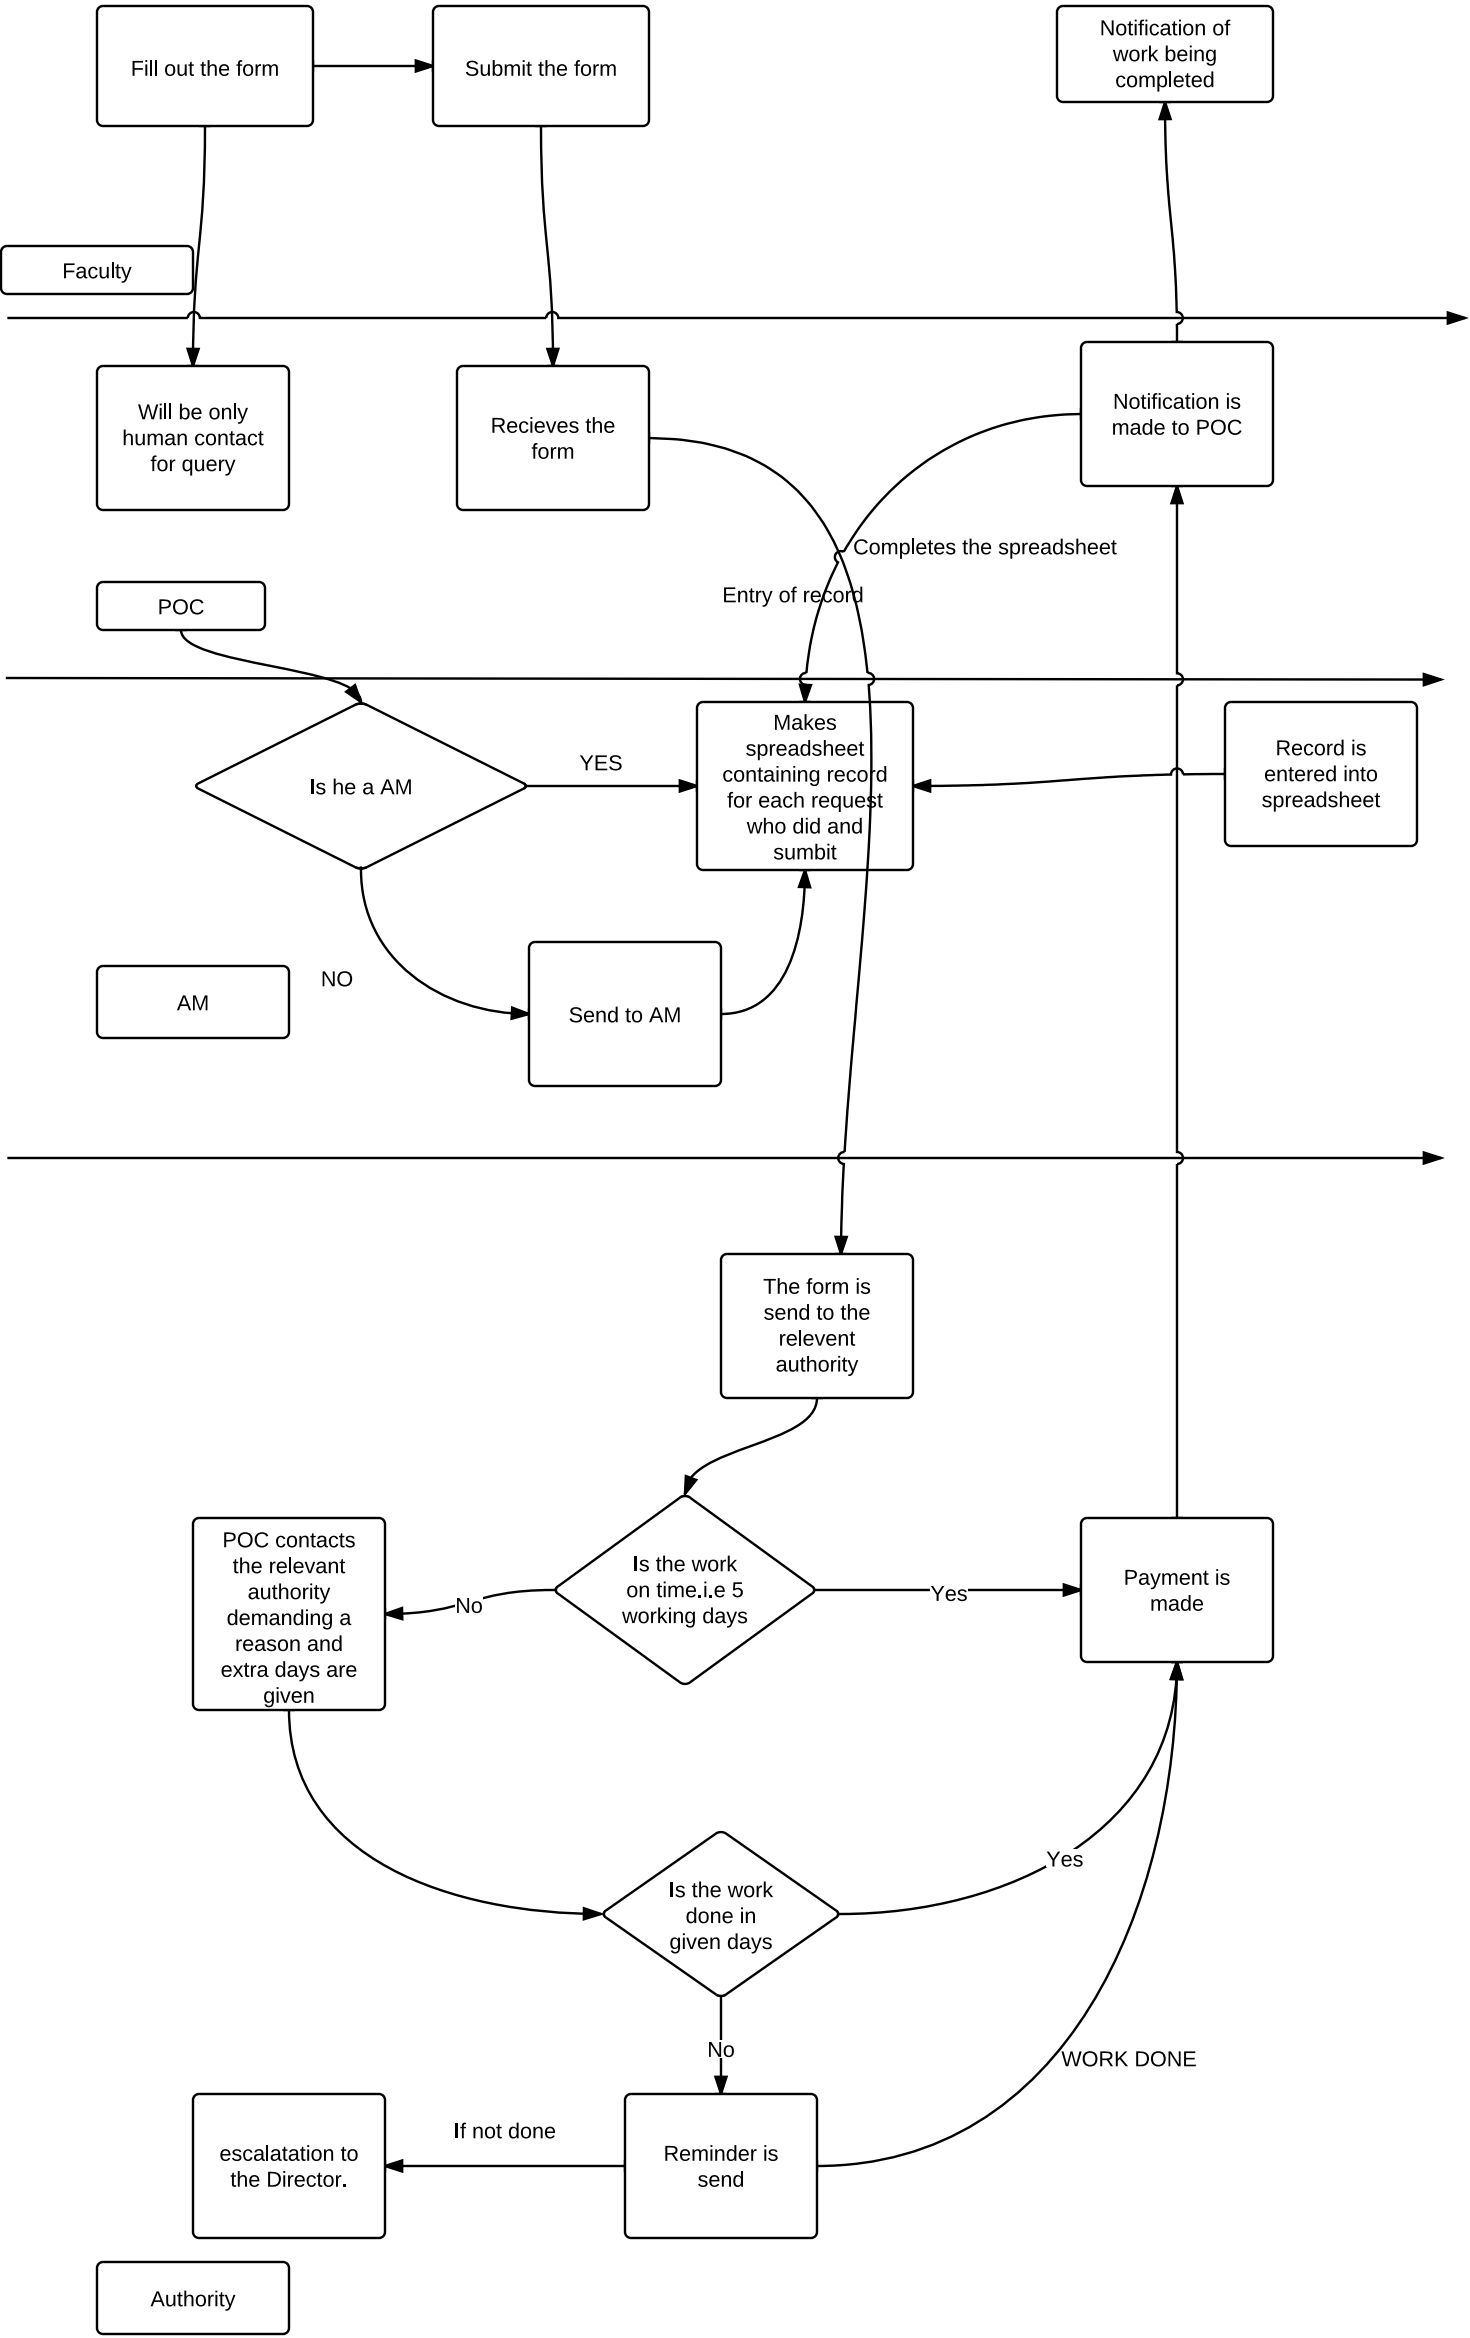 Fill out the form
Submit the form
Notification of
work being
completed
Faculty
Will be only
human contact
for query
Recieves the
form
Notification is
made to POC
Completes the spreadsheet
Entry of record
POC
Is he a AM
YES
Makes
spreadsheet
containing record
for each request
who did and
sumbit
Record is
entered into
spreadsheet
NO
AM
Send to AM
The form is
send to the
relevent
authority
POC contacts
the relevant
authority
demanding a
reason and
extra days are
given
No
Is the work
on time.i.e 5
working days
Yes
Payment is
made
Is the work
done in
given days
Yes
No
WORK DONE
escalatation to
the Director.
If not done
Reminder is
send
Authority